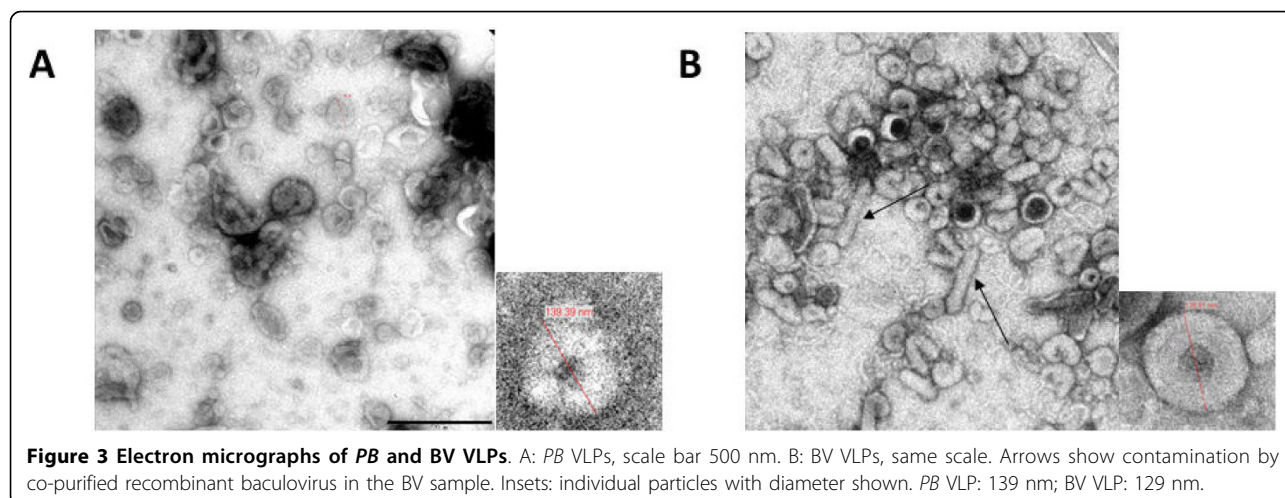 A
B
139.39 nm
Figure 3 Electron micrographs of PB and BV VLPs. A: PB VLPs, scale bar 500 nm. B: BV VLPs, same scale. Arrows show contamination by
co-purified recombinant baculovirus in the BV sample. Insets: individual particles with diameter shown. PB VLP: 139 nm; BV VLP: 129 nm.